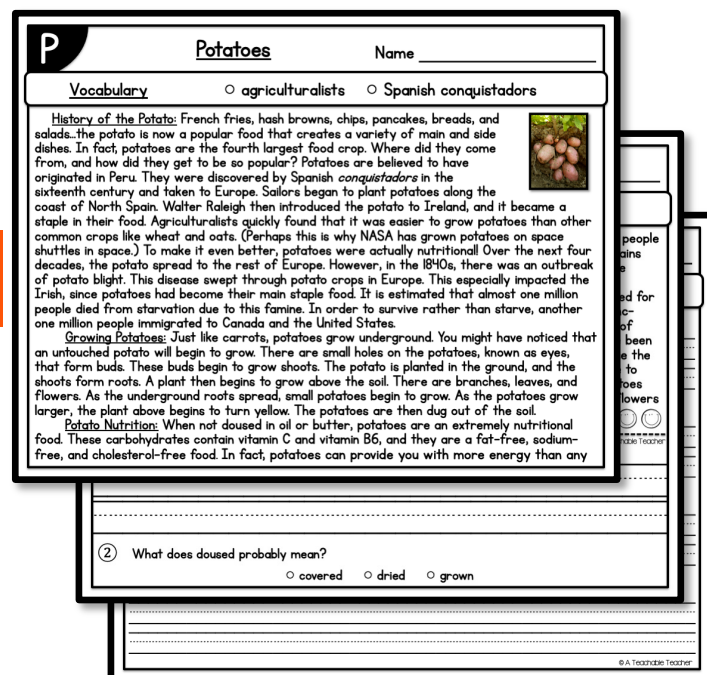 P
Potatoes
Name
Vocabulary
agriculturalists
Spanish conquistadors
History of the Potato: French fries, hash browns, chips, pancakes, breads, and
salads...the potato is now a popular food that creates a variety of main and side
dishes. In fact, potatoes are the fourth largest food crop. Where did they come
from, and how did they get to be so popular? Potatoes are believed to have
originated in Peru. They were discovered by Spanish conquistadors in the
sixteenth century and taken to Europe. Sailors began to plant potatoes along the
coast of North Spain. Walter Raleigh then introduced the potato to Ireland, and it became a
staple in their food. Agriculturalists quickly found that it was easier to grow potatoes than other
common crops like wheat and oats. (Perhaps this is why NASA has grown potatoes on space
shuttles in space.) To make it even better, potatoes were actually nutritional! Over the next four
decades, the potato spread to the rest of Europe. However, in the 1840s, there was an outbreak
of potato blight. This disease swept through potato crops in Europe. This especially impacted the
Irish, since potatoes had become their main staple food. It is estimated that almost one million
people died from starvation due to this famine. In order to survive rather than starve, another
one million people immigrated to Canada and the United States.
Growing Potatoes: Just like carrots, potatoes grow underground. You might have noticed that
an untouched potato will begin to grow. There are small holes on the potatoes, known as eyes,
that form buds. These buds begin to grow shoots. The potato is planted in the ground, and the
shoots form roots. A plant then begins to grow above the soil. There are branches, leaves, and
flowers. As the underground roots spread, small potatoes begin to grow. As the potatoes grow
larger, the plant above begins to turn yellow. The potatoes are then dug out of the soil.
Potato Nutrition: When not doused in oil or butter, potatoes are an extremely nutritional
food. These carbohydrates contain vitamin C and vitamin B6, and they are a fat-free, sodium-
free, and cholesterol-free food. In fact, potatoes can provide you with more energy than any
people
of
been
the
to
lowers
Teacher
2 What does doused probably mean?
covered
dried
grown
© A Teachable Teacher